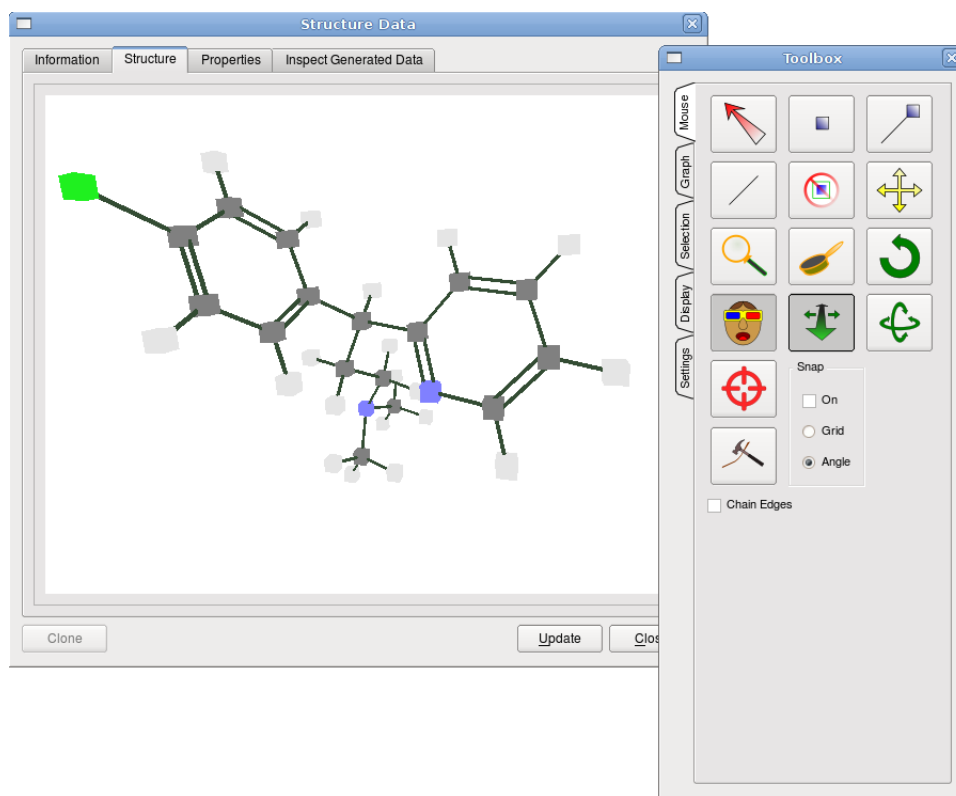 Structure Data
Information Structure Properties Inspect Generated Data
Clone Update
Toolbox
Mouse
Graph
Selection
Display
Settings
Snap
On
Grid
Angle
Chain Edges